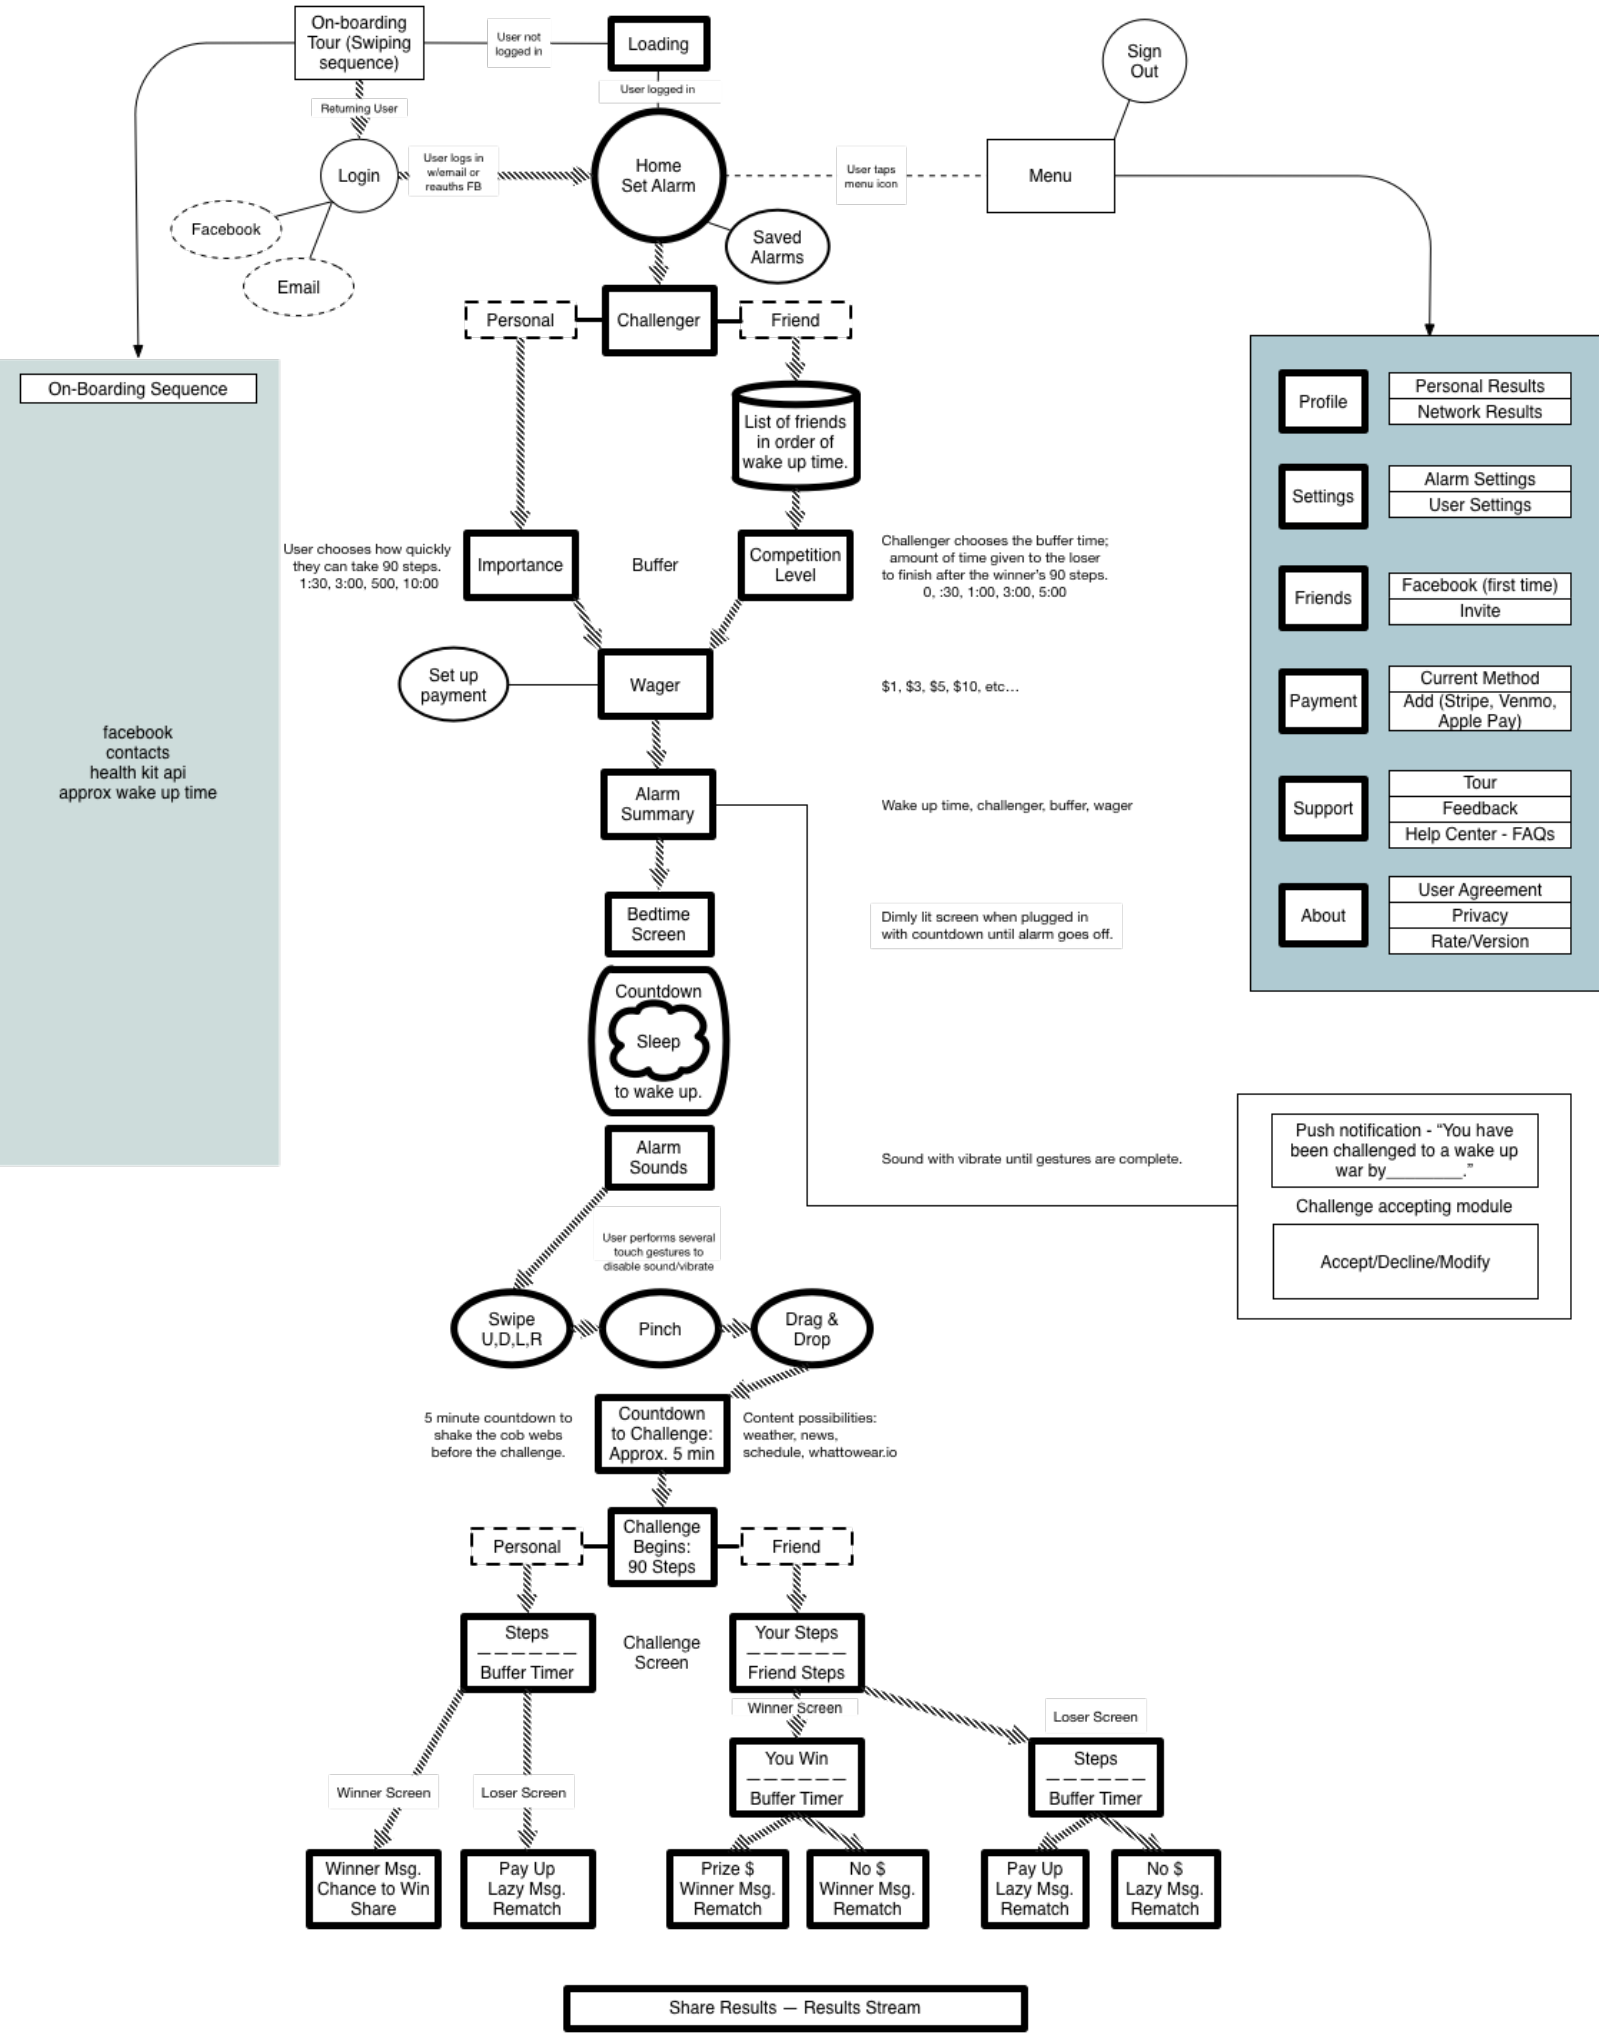 On-boarding
Tour (Swiping
sequence)
User not
logged in
Loading
Sign
Out
User logged in
Returning User
Login
User logs in
w/email or
reauths FB
Home
Set Alarm
User taps
menu icon
Menu
Facebook
Email
Saved
Alarms
Personal
Challenger
Friend
On-Boarding Sequence
facebook
contacts
health kit api
approx wake up time
List of friends
in order of
wake up time.
Profile
Personal Results
Network Results
Settings
Alarm Settings
User Settings
Friends
Facebook (first time)
Invite
Payment
Current Method
Add (Stripe, Venmo,
Apple Pay)
Support
Tour
Feedback
Help Center - FAQs
About
User Agreement
Privacy
Rate/Version
User chooses how quickly
they can take 90 steps.
1:30, 3:00, 500, 10:00
Importance
Buffer
Competition
Level
Challenger chooses the buffer time;
amount of time given to the loser
to finish after the winner's 90 steps.
0, :30, 1:00, 3:00, 5:00
Set up
payment
Wager
$1, $3, $5, $10, etc...
Alarm
Summary
Wake up time, challenger, buffer, wager
Bedtime
Screen
Dimly lit screen when plugged in
with countdown until alarm goes off.
Countdown
Sleep
to wake up.
Alarm
Sounds
Sound with vibrate until gestures are complete.
Push notification - “You have
been challenged to a wake up
war by_________.”
Challenge accepting module
Accept/Decline/Modify
User performs several
touch gestures to
disable sound/vibrate
Swipe
U,D,L,R
Pinch
Drag &
Drop
5 minute countdown to
shake the cob webs
before the challenge.
Countdown
to Challenge:
Approx. 5 min
Content possibilities:
weather, news,
schedule, whattowear.io
Personal
Challenge
Begins:
90 Steps
Friend
Steps
Buffer Timer
Challenge
Screen
Your Steps
Friend Steps
Winner Screen
Loser Screen
You Win
Buffer Timer
Steps
Buffer Timer
Winner Screen
Loser Screen
Winner Msg.
Chance to Win
Share
Pay Up
Lazy Msg.
Rematch
Prize $
Winner Msg.
Rematch
No $
Winner Msg.
Rematch
Pay Up
Lazy Msg.
Rematch
No $
Lazy Msg.
Rematch
Share Results — Results Stream